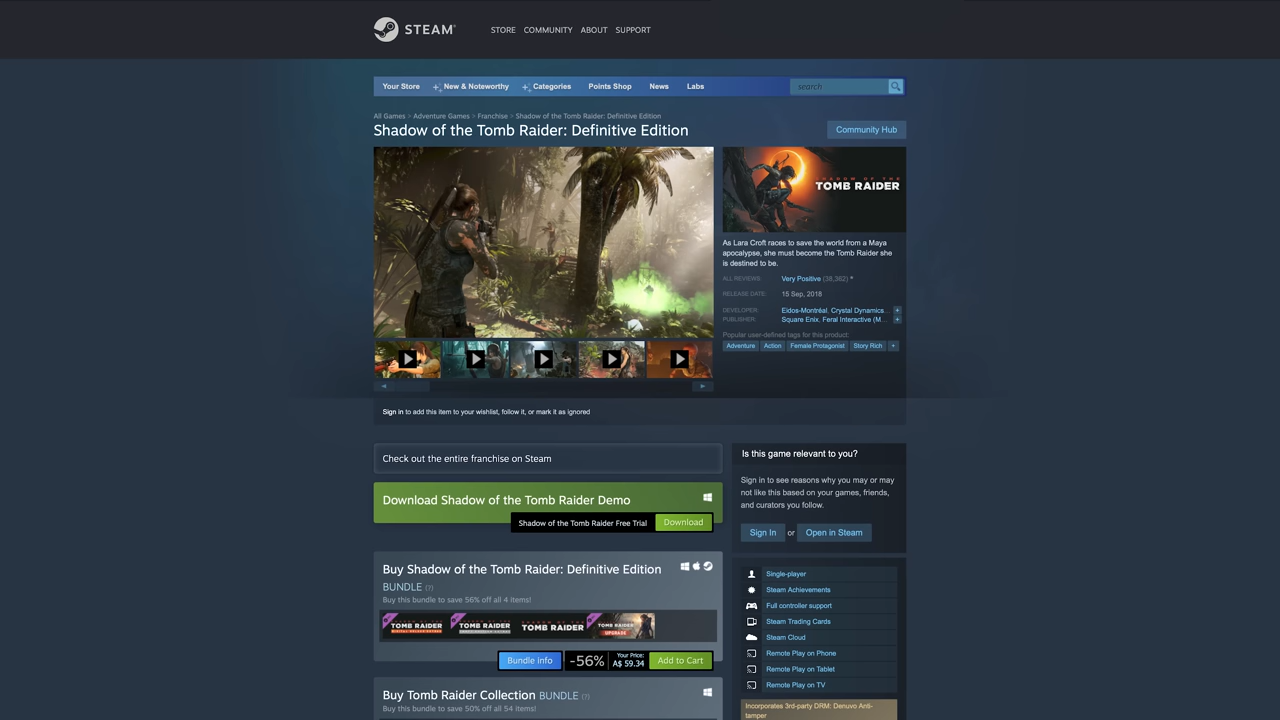 STEAM®
STORE COMMUNITY ABOUT SUPPORT
Your Store New & Noteworthy Categories Points Shop News Labs search
All Games > Adventure Games > Franchise > Shadow of the Tomb Raider: Definitive Edition
Shadow of the Tomb Raider: Definitive Edition
Community Hub
SHADOW OF THE
TOMB RAIDER
As Lara Croft races to save the world from a Maya
apocalypse, she must become the Tomb Raider she
is destined to be.
ALL REVIEWS: Very Positive (38,362) *
RELEASE DATE: 15 Sep, 2018
DEVELOPER: Eidos-Montréal, Crystal Dynamics... +
PUBLISHER: Square Enix, Feral Interactive (M... +
Popular user-defined tags for this product:
Adventure Action Female Protagonist Story Rich +
Sign in to add this item to your wishlist, follow it, or mark it as ignored
Check out the entire franchise on Steam
Download Shadow of the Tomb Raider Demo
Shadow of the Tomb Raider Free Trial Download
Buy Shadow of the Tomb Raider: Definitive Edition
BUNDLE (?)
Buy this bundle to save 56% off all 4 items!
TOMB RAIDER TOMB RAIDER TOMB RAIDER TOMB RAIDER
UPGRADE
Bundle info -56% Your Price: A$ 59.34 Add to Cart
Buy Tomb Raider Collection BUNDLE (?)
Buy this bundle to save 50% off all 54 items!
Is this game relevant to you?
Sign in to see reasons why you may or may
not like this based on your games, friends,
and curators you follow.
Sign In or Open in Steam
Single-player
Steam Achievements
Full controller support
Steam Trading Cards
Steam Cloud
Remote Play on Phone
Remote Play on Tablet
Remote Play on TV
Incorporates 3rd-party DRM: Denuvo Anti-
tamper